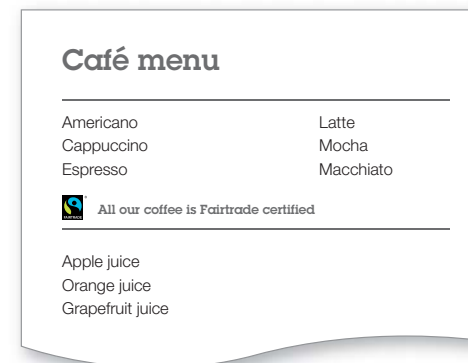 Café menu
Americano
Cappuccino
Espresso
Latte
Mocha
Macchiato
FAIRTRADE
All our coffee is Fairtrade certified
Apple juice
Orange juice
Grapefruit juice